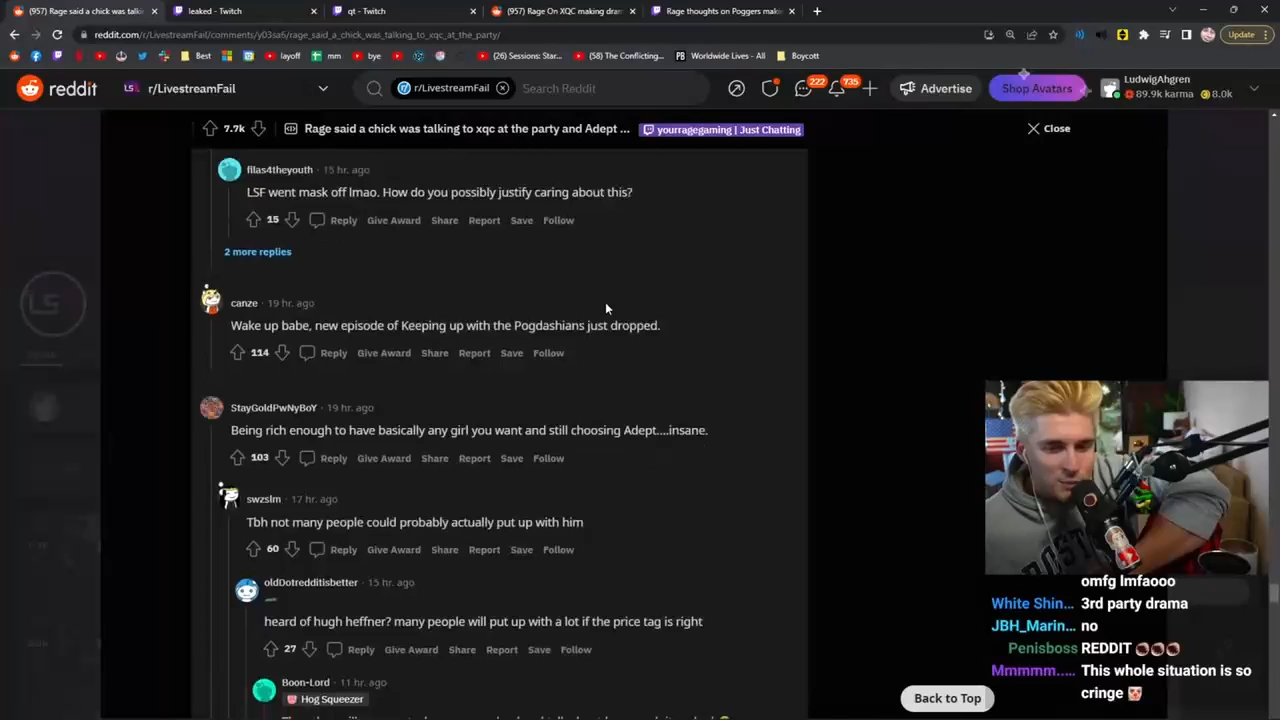 (957) Rage said a chick was talki
leaked - Twitch
qt - Twitch
(957) Rage On XQC making dram
Rage thoughts on Poggers maki
reddit.com/r/LivestreamFail/comments/y03sa6/rage_said_a_chick_was_talking_to_xqc_at_the_party/
Update
Best
layoff
mm
bye
(26) Sessions: Star...
(58) The Conflicting...
Worldwide Lives - All
Boycott
reddit
r/LivestreamFail
r/LivestreamFail
Search Reddit
222
735
Advertise
Shop Avatars
LudwigAhgren
89.9k karma
8.0k
7.7k
Rage said a chick was talking to xqc at the party and Adept ...
yourragegaming | Just Chatting
Close
filas4theyouth · 15 hr. ago
LSF went mask off lmao. How do you possibly justify caring about this?
15 Reply Give Award Share Report Save Follow
2 more replies
canze · 19 hr. ago
Wake up babe, new episode of Keeping up with the Pogdashians just dropped.
114 Reply Give Award Share Report Save Follow
StayGoldPwNyBoY · 19 hr. ago
Being rich enough to have basically any girl you want and still choosing Adept....insane.
103 Reply Give Award Share Report Save Follow
swzslm · 17 hr. ago
Tbh not many people could probably actually put up with him
60 Reply Give Award Share Report Save Follow
oldDotredditisbetter · 15 hr. ago
heard of hugh heffner? many people will put up with a lot if the price tag is right
27 Reply Give Award Share Report Save Follow
Boon-Lord · 11 hr. ago
Hog Squeezer
Back to Top
omfg lmfaooo
White Shin... 3rd party drama
JBH_Marin... no
Penisboss REDDIT
Mmmmm..... This whole situation is so
cringe